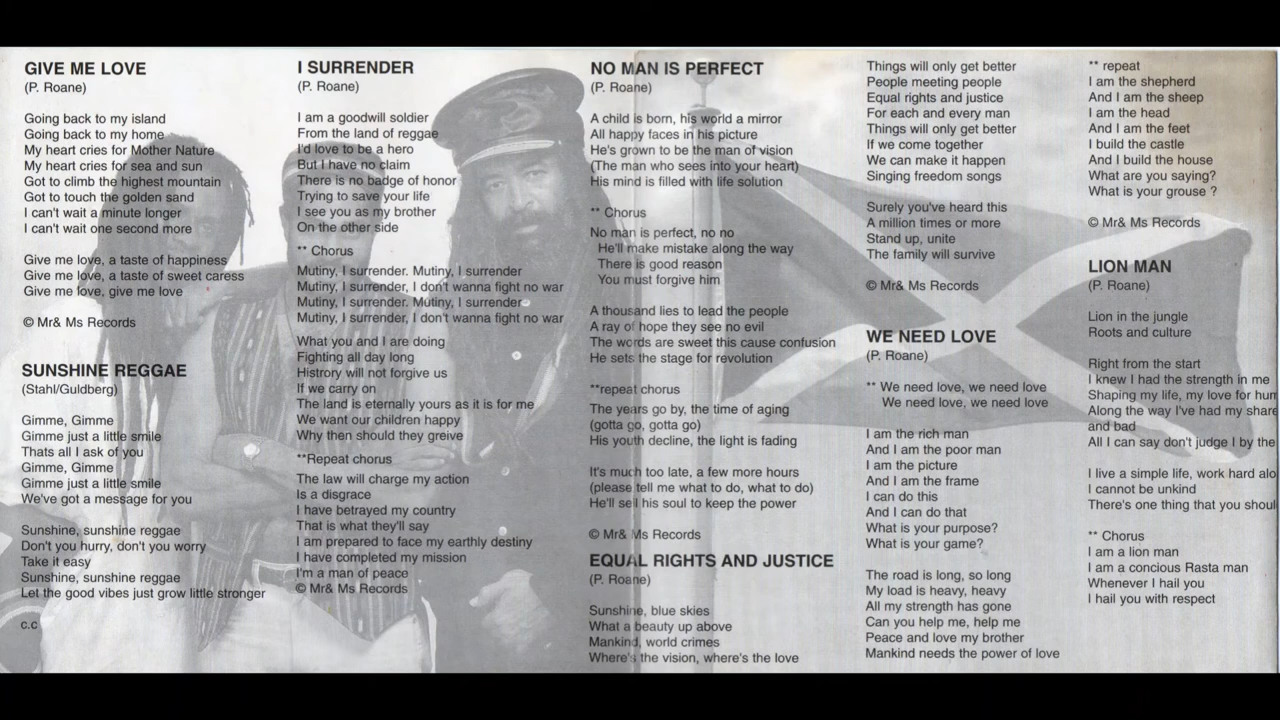 GIVE ME LOVE
(P. Roane)
Going back to my island
Going back to my home
My heart cries for Mother Nature
My heart cries for sea and sun
Got to climb the highest mountain
Got to touch the golden sand
I can't wait a minute longer
I can't wait one second more
Give me love, a taste of happiness
Give me love, a taste of sweet caress
Give me love, give me love
© Mr& Ms Records
SUNSHINE REGGAE
(Stahl/Guldberg)
Gimme, Gimme
Gimme just a little smile
Thats all I ask of you
Gimme, Gimme
Gimme just a little smile
We've got a message for you
Sunshine, sunshine reggae
Don't you hurry, don't you worry
Take it easy
Sunshine, sunshine reggae
Let the good vibes just grow little stronger
c.c
I SURRENDER
(P. Roane)
I am a goodwill soldier
From the land of reggae
I'd love to be a hero
But I have no claim
There is no badge of honor
Trying to save your life
I see you as my brother
On the other side
** Chorus
Mutiny, I surrender. Mutiny, I surrender
Mutiny, I surrender, I don't wanna fight no war
Mutiny, I surrender. Mutiny, I surrender
Mutiny, I surrender, I don't wanna fight no war
What you and I are doing
Fighting all day long
Histrory will not forgive us
If we carry on
The land is eternally yours as it is for me
We want our children happy
Why then should they greive
**Repeat chorus
The law will charge my action
Is a disgrace
I have betrayed my country
That is what they'll say
I am prepared to face my earthly destiny
I have completed my mission
I'm a man of peace
© Mr& Ms Records
NO MAN IS PERFECT
(P. Roane)
A child is born, his world a mirror
All happy faces in his picture
He's grown to be the man of vision
(The man who sees into your heart)
His mind is filled with life solution
** Chorus
No man is perfect, no no
He'll make mistake along the way
There is good reason
You must forgive him
A thousand lies to lead the people
A ray of hope they see no evil
The words are sweet this cause confusion
He sets the stage for revolution
**repeat chorus
The years go by, the time of aging
(gotta go, gotta go)
His youth decline, the light is fading
It's much too late, a few more hours
(please tell me what to do, what to do)
He'll sell his soul to keep the power
© Mr& Ms Records
EQUAL RIGHTS AND JUSTICE
(P. Roane)
Sunshine, blue skies
What a beauty up above
Mankind, world crimes
Where's the vision, where's the love
Things will only get better
People meeting people
Equal rights and justice
For each and every man
Things will only get better
If we come together
We can make it happen
Singing freedom songs
Surely you've heard this
A million times or more
Stand up, unite
The family will survive
© Mr& Ms Records
WE NEED LOVE
(P. Roane)
** We need love, we need love
We need love, we need love
I am the rich man
And I am the poor man
I am the picture
And I am the frame
I can do this
And I can do that
What is your purpose?
What is your game?
The road is long, so long
My load is heavy, heavy
All my strength has gone
Can you help me, help me
Peace and love my brother
Mankind needs the power of love
** repeat
I am the shepherd
And I am the sheep
I am the head
And I am the feet
I build the castle
And I build the house
What are you saying?
What is your grouse ?
© Mr& Ms Records
LION MAN
(P. Roane)
Lion in the jungle
Roots and culture
Right from the start
I knew I had the strength in me
Shaping my life, my love for
Along the way I've had my share
and bad
All I can say don't judge I by the
I live a simple life, work hard
I cannot be unkind
There's one thing that you
** Chorus
I am a lion man
I am a concious Rasta man
Whenever I hail you
I hail you with respect